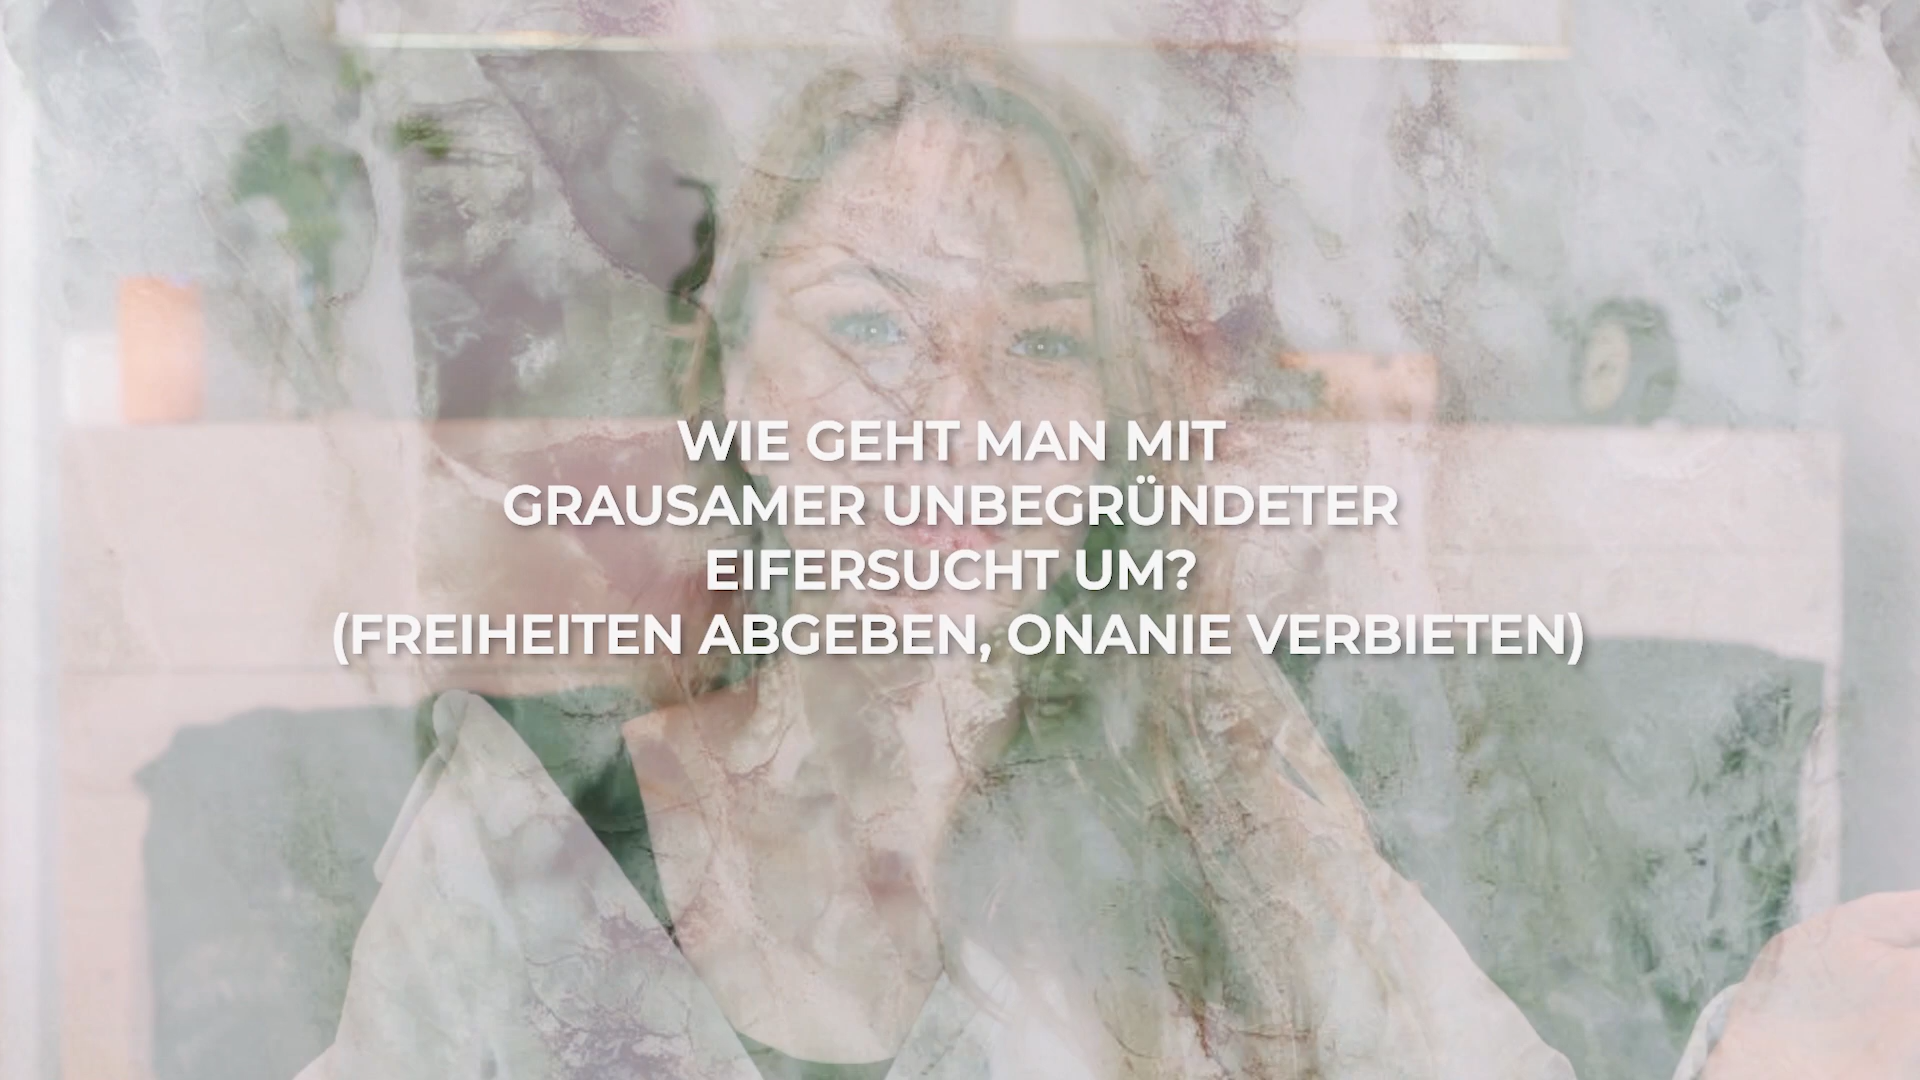 WIE GEHT MAN MIT
GRAUSAMER UNBEGRÜNDETER
EIFERSUCHT UM?
(FREIHEITEN ABGEBEN, ONANIE VERBIETEN)